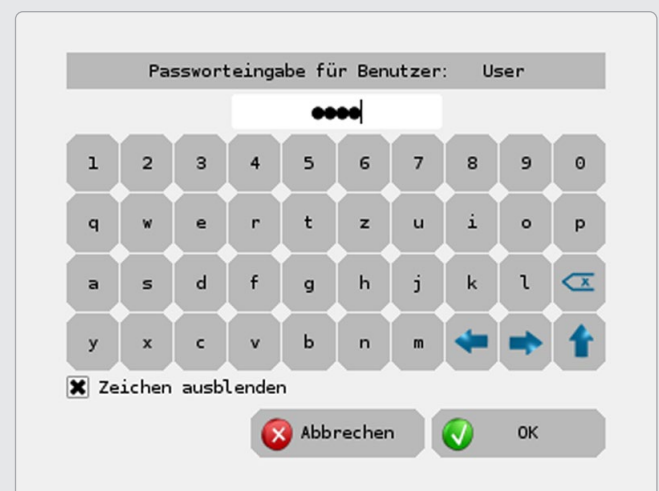 Passworteingabe für Benutzer: User
●●●●
1 2 3 4 5 6 7 8 9 0
q w e r t z u i o p
a s d f g h j k l x
y x c v b n m
Zeichen ausblenden
Abbrechen OK